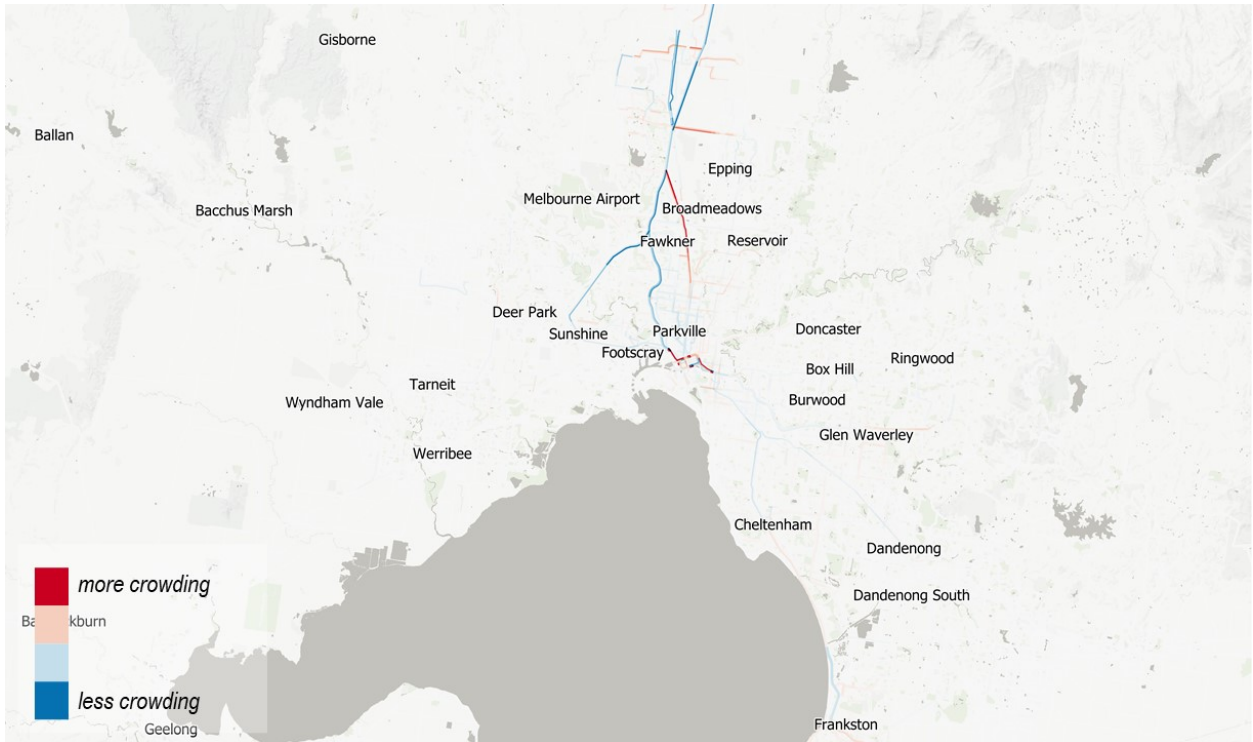 Gisborne
Ballan
Epping
Melbourne Airport
Bacchus Marsh
Broadmeadows
Fawkner
Reservoir
Deer Park
Sunshine
Parkville
Doncaster
Footscray
Ringwood
Box Hill
Tarneit
Wyndham Vale
Burwood
Glen Waverley
Werribee
Cheltenham
Dandenong
more crowding
Dandenong South
less crowding
Frankston
Geelong